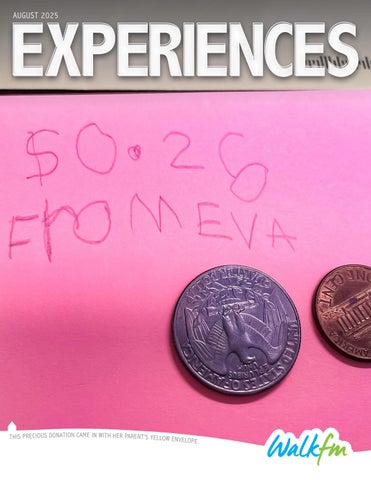 AUGUST 2025
EXPERIENCES
$0.26
FroM EVA
THIS PRECIOUS DONATION CAME IN WITH HER PARENT'S YELLOW ENVELOPE.
Walkfm